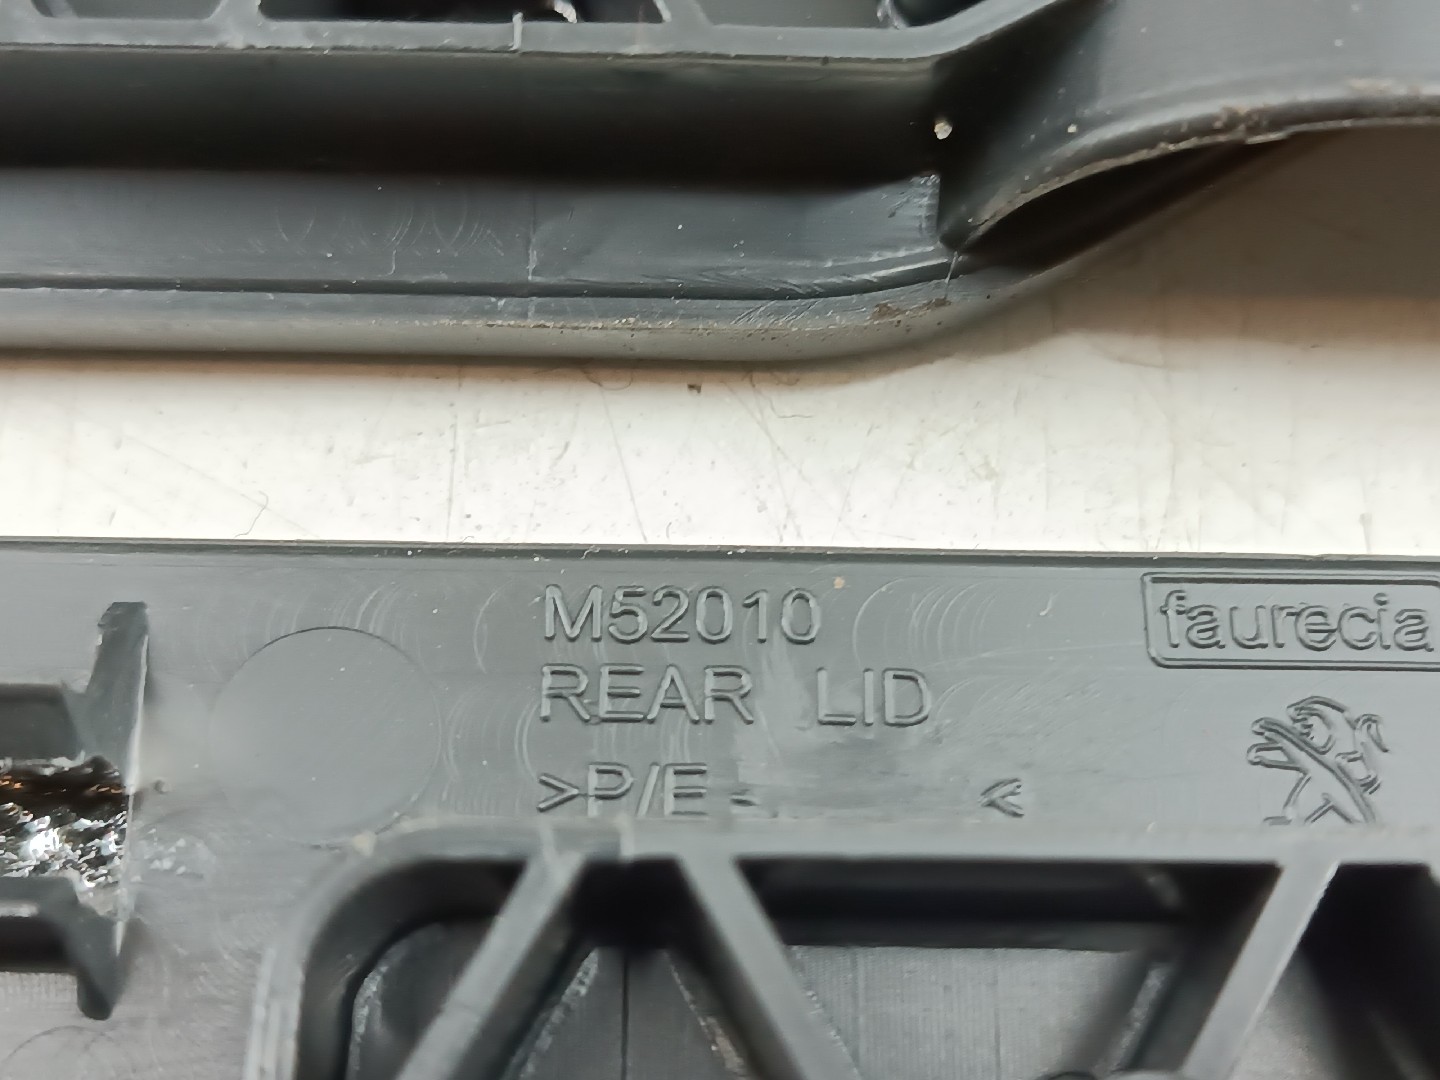 M52010
faurecia
REAR LID
>P/E - <